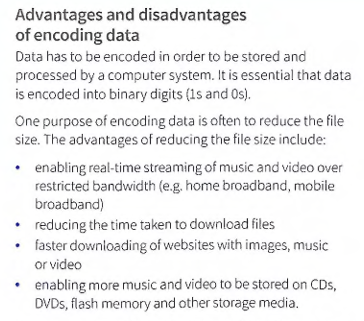 Advantages and disadvantages
of encoding data
Data has to be encoded in order to be stored and
processed by a computer system. It is essential that data
is encoded into binary digits (1s and 0s).
One purpose of encoding data is often to reduce the file
size. The advantages of reducing the file size include:
• enabling real-time streaming of music and video over
restricted bandwidth (e.g. home broadband, mobile
broadband)
• reducing the time taken to download files
• faster downloading of websites with images, music
or video
• enabling more music and video to be stored on CDs,
DVDs, flash memory and other storage media.